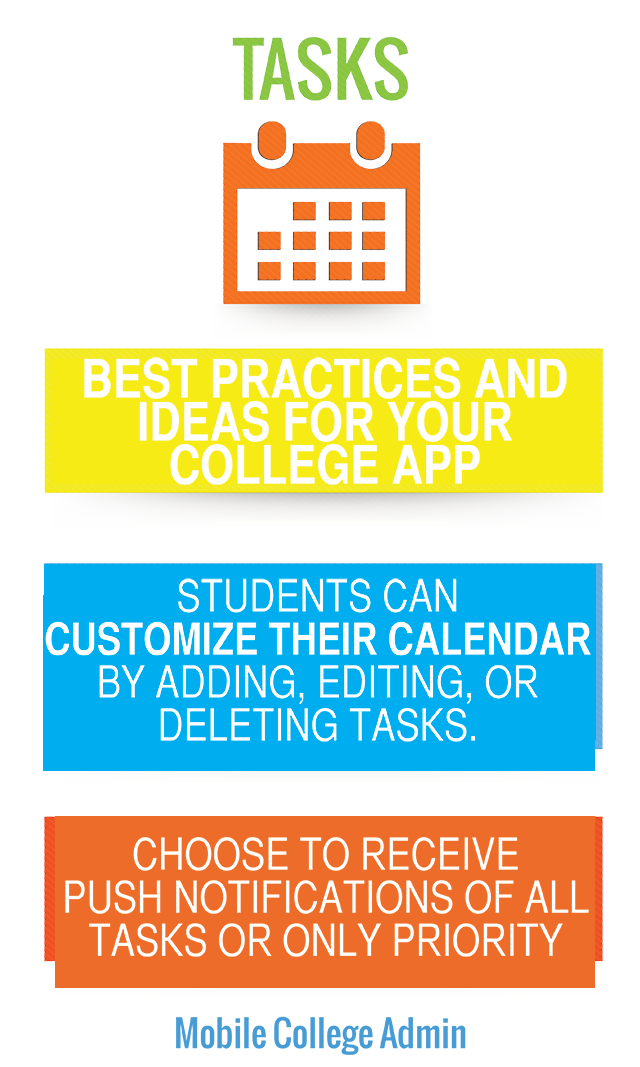 TASKS
BEST PRACTICES AND
IDEAS FOR YOUR
COLLEGE APP
STUDENTS CAN
CUSTOMIZE THEIR CALENDAR
BY ADDING, EDITING, OR
DELETING TASKS.
CHOOSE TO RECEIVE
PUSH NOTIFICATIONS OF ALL
TASKS OR ONLY PRIORITY
Mobile College Admin